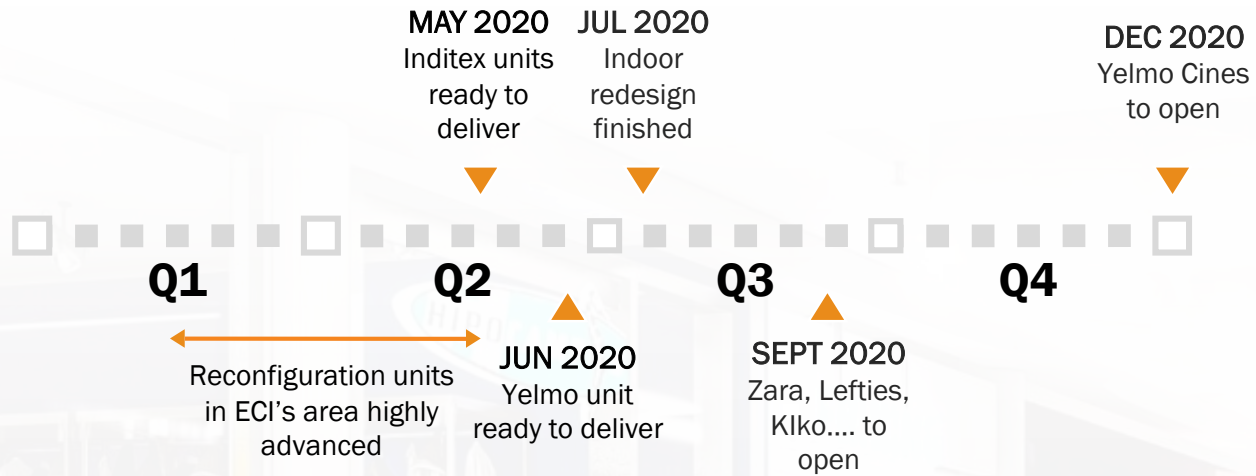 MAY 2020
Inditex units
ready to
deliver
JUL 2020
Indoor
redesign
finished
DEC 2020
Yelmo Cines
to open
Q1
Q2
Q3
Q4
Reconfiguration units
in ECI’s area highly
advanced
JUN 2020
Yelmo unit
ready to deliver
SEPT 2020
Zara, Lefties,
KIko.... to
open